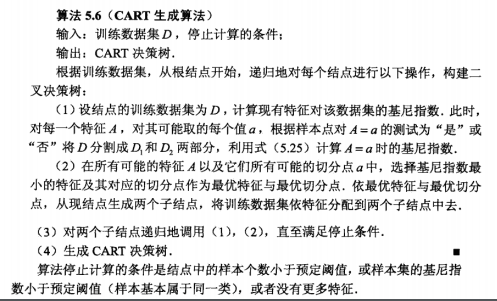 算法 5.6（CART 生成算法）
输入：训练数据集 D，停止计算的条件；
输出：CART 决策树．
根据训练数据集，从根结点开始，递归地对每个结点进行以下操作，构建二
叉决策树：
（1）设结点的训练数据集为 D，计算现有特征对该数据集的基尼指数．此时，
对每一个特征 A，对其可能取的每个值 a，根据样本点对 A = a 的测试为“是”或
“否”将 D 分割成 D₁ 和 D₂ 两部分，利用式（5.25）计算 A = a 时的基尼指数．
（2）在所有可能的特征 A 以及它们所有可能的切分点 a 中，选择基尼指数最
小的特征及其对应的切分点作为最优特征与最优切分点．依最优特征与最优切分
点，从现结点生成两个子结点，将训练数据集依特征分配到两个子结点中去．
（3）对两个子结点递归地调用（1），（2），直至满足停止条件．
（4）生成 CART 决策树． ■
算法停止计算的条件是结点中的样本个数小于预定阈值，或样本集的基尼指
数小于预定阈值（样本基本属于同一类），或者没有更多特征．